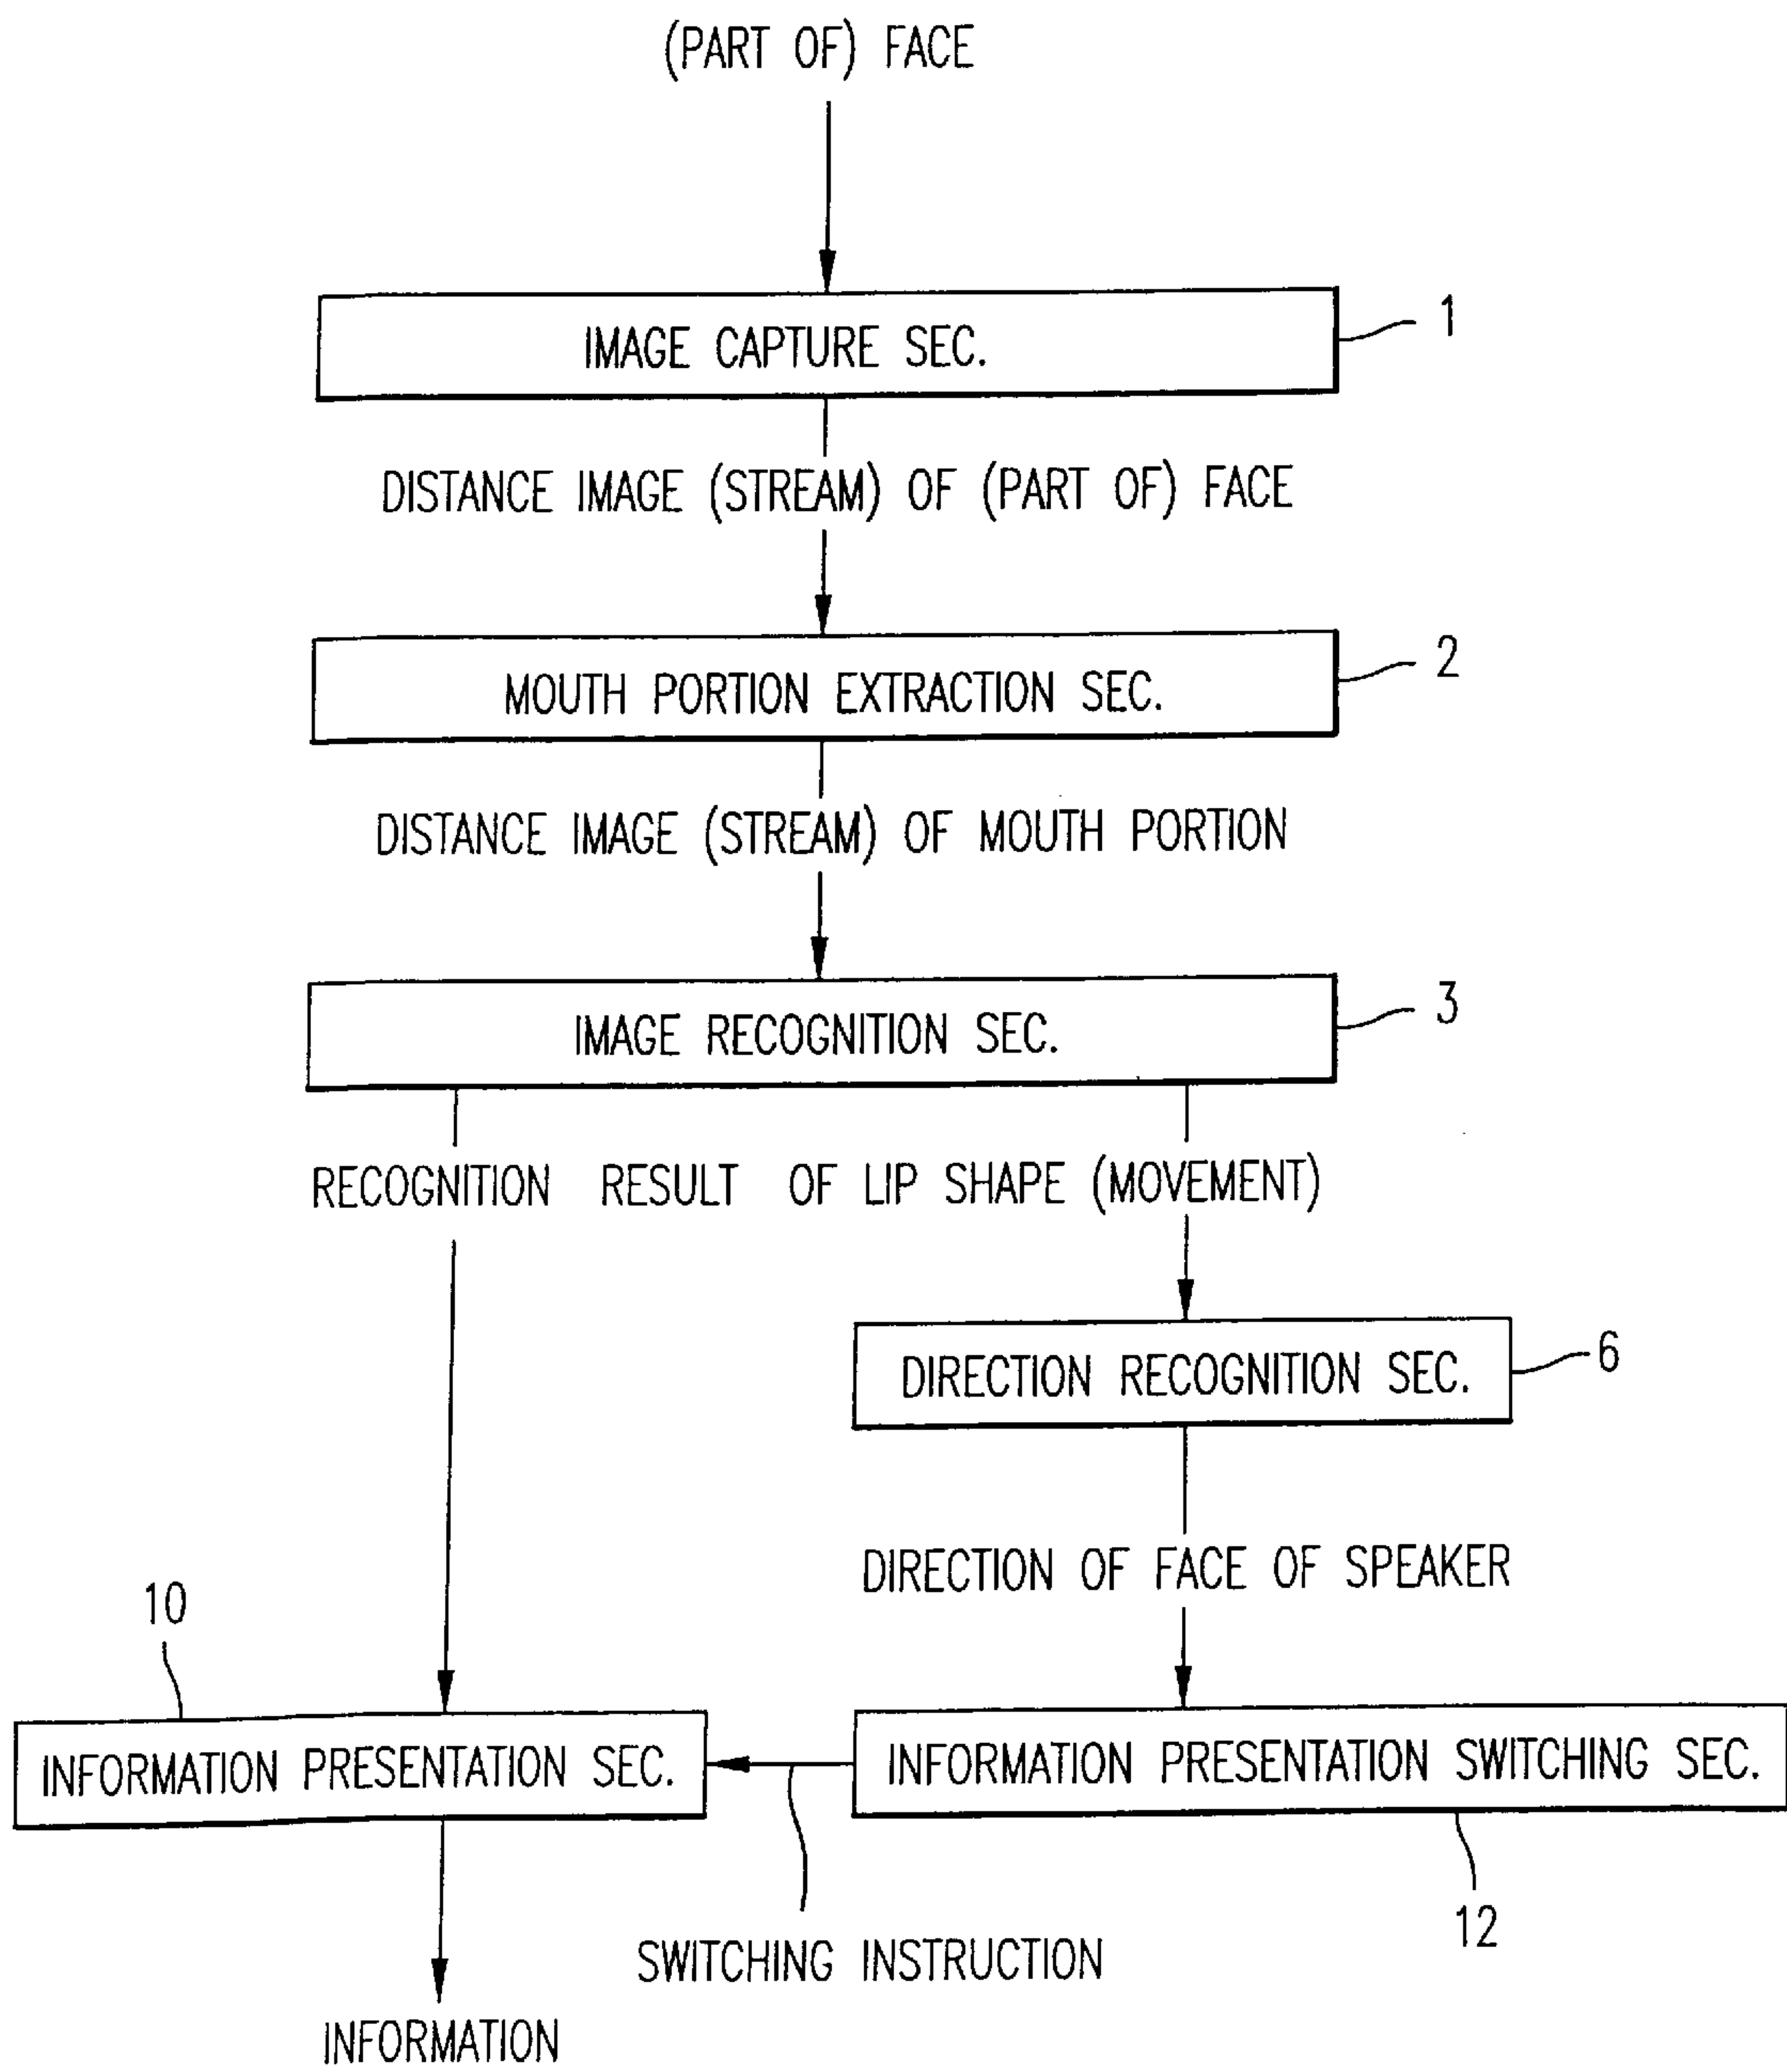 (PART OF) FACE
IMAGE CAPTURE SEC.
1
DISTANCE IMAGE (STREAM) OF (PART OF) FACE
MOUTH PORTION EXTRACTION SEC.
2
DISTANCE IMAGE (STREAM) OF MOUTH PORTION
IMAGE RECOGNITION SEC.
3
RECOGNITION RESULT OF LIP SHAPE (MOVEMENT)
DIRECTION RECOGNITION SEC.
6
DIRECTION OF FACE OF SPEAKER
10
INFORMATION PRESENTATION SEC.
INFORMATION PRESENTATION SWITCHING SEC.
12
SWITCHING INSTRUCTION
INFORMATION